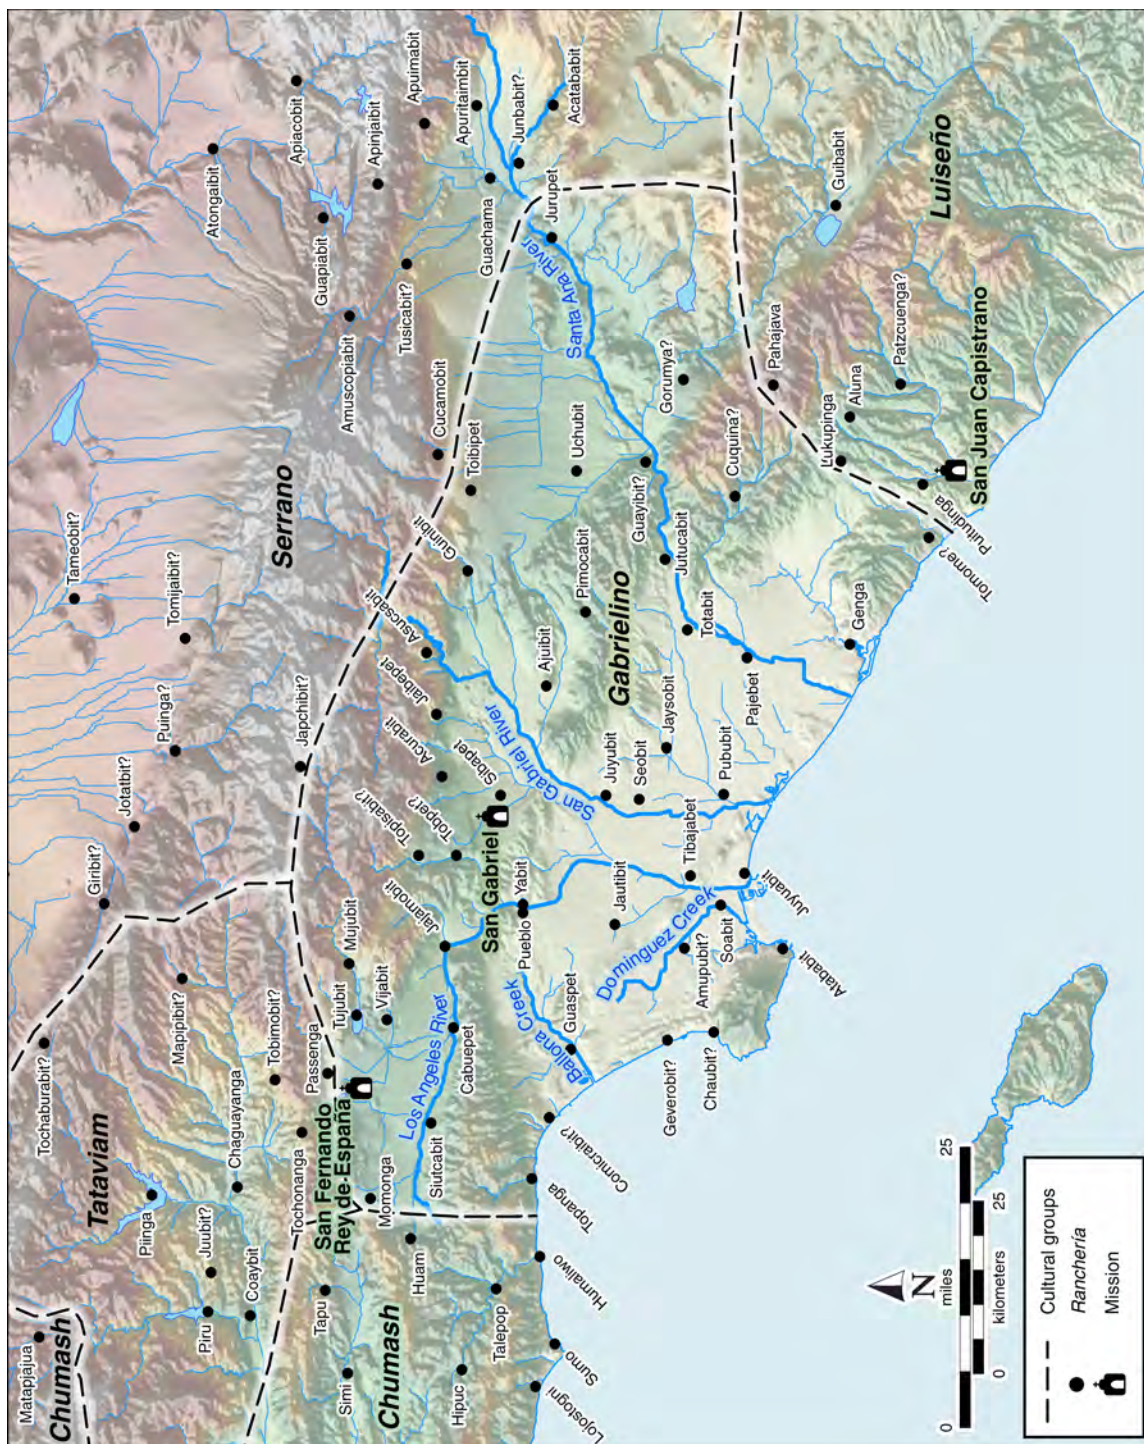 Matapjajua
Chumash
Tochaburabit?
Tameobit?
Tataviam
Giribit?
Jotatbit?
Piinga
Mapipibit?
Puinga?
Tomijaibit?
Atongaibit
Piru
Juubit?
Coaybit
Chaguayanga
Tobimobit?
Serrano
Apiacobit
Tochonanga
Passenga
Japchibit?
Guapiabit
San Fernando
Rey de España
Tapu
Simi
Tujubit
Mujubit
Vijabit
Amuscopiabit
Apinjaibit
Momonga
Chumash
Huam
Los Angeles River
Siutcabit
Cabuepet
Jajamobit
Topisabit?
Tobpet?
Acurabit
Jaibepet
Asucsabit
Guinibit
Cucamobit
Tusicabit?
Apuimabit
Toibipet
Guachama
Apuritaimbit
Junbabit?
Hipuc
Talepop
San Gabriel
Sibapet
San Gabriel River
Lojostogni
Sumo
Humaliwo
Topanga
Comicraibit?
Ballona Creek
Guaspet
Pueblo
Yabit
Ajuibit
Pimocabit
Uchubit
Santa Ana River
Jurupet
Acatababit
Jautibit
Juyubit
Seobit
Gabrielino
Guayibit?
Dominguez Creek
Geverobit?
Chaubit?
Amupubit?
Soabit
Tibajabet
Jaysobit
Totabit
Jutucabit
Gorumya?
Pububit
Pajebet
Cuquina?
Atababit
Juyuabit
Pahajava
Guibabit
Genga
Lukupinga
Aluna
Patzcuenga?
Luiseño
Tomome?
Puitudinga
San Juan Capistrano
N
0
miles
25
0
kilometers
25
Cultural groups
Ranchería
Mission